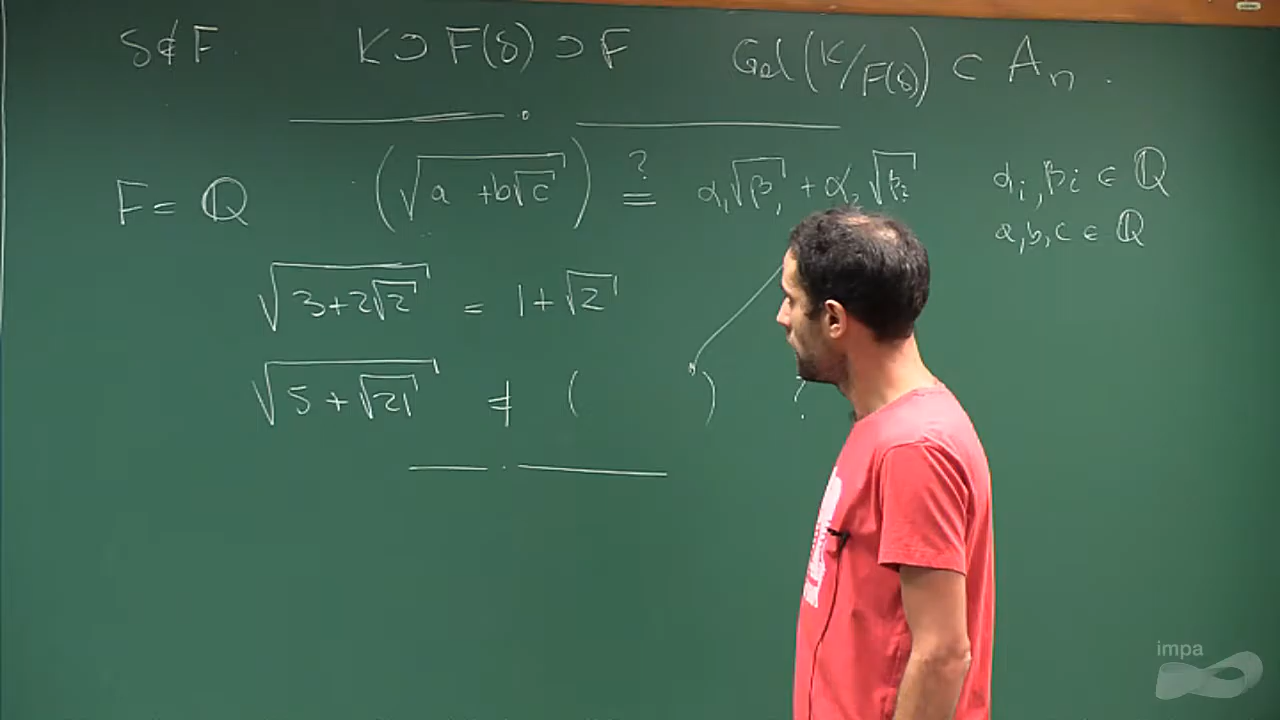 δ∉F. K⊃F(δ)⊃F Gal(K/F(δ)) ⊂ Aₙ.
F = ℚ (√(a+b√c)) ≟ α₁√β₁ + α₂√β₂ αᵢ,βᵢ ∈ ℚ
a,b,c ∈ ℚ
√(3+2√2) = 1+√2
√(5+√21) ≠ ( ) ?
impa